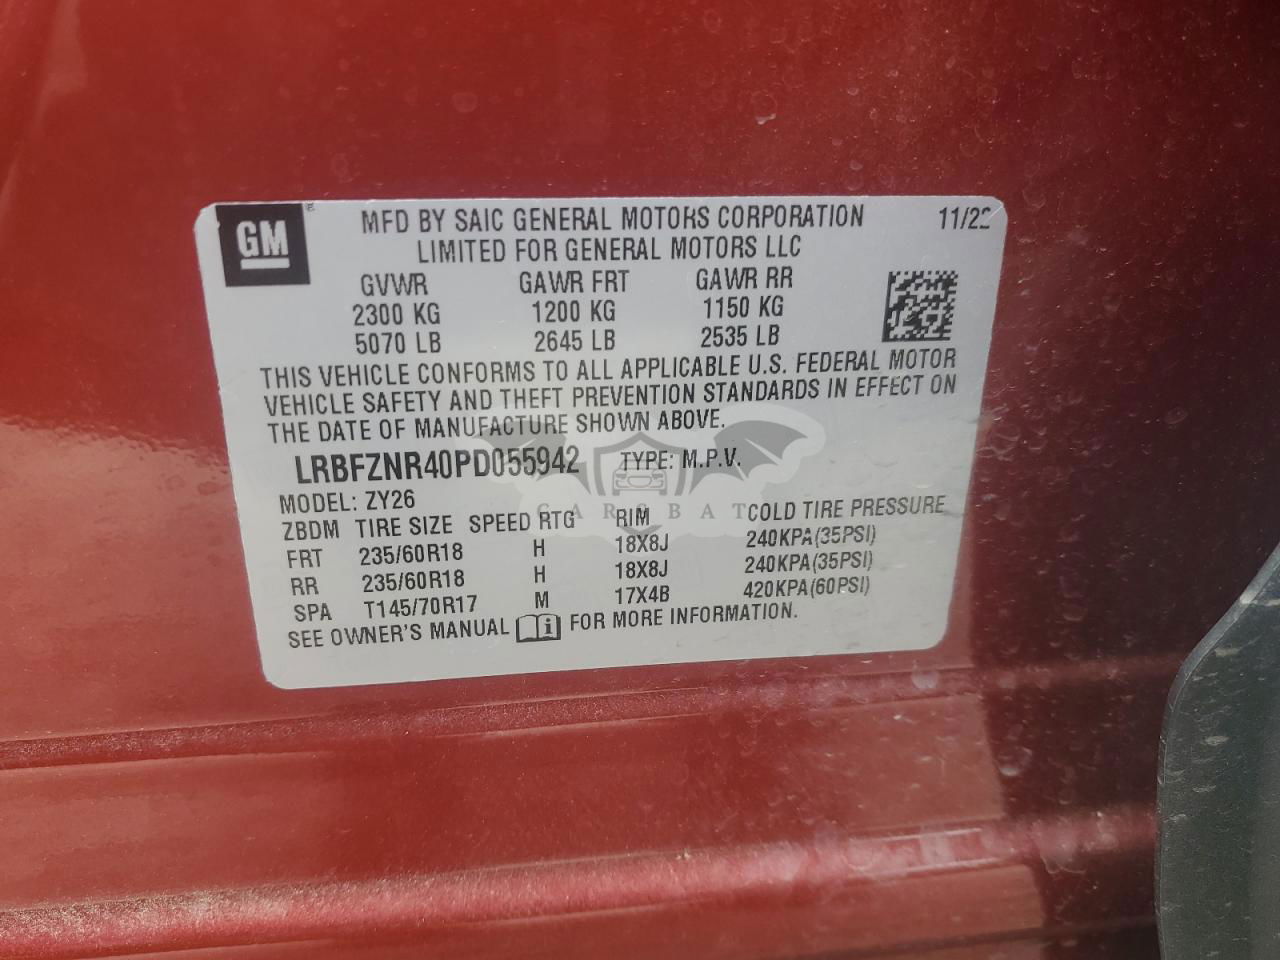 GM
MFD BY SAIC GENERAL MOTORS CORPORATION 11/22
LIMITED FOR GENERAL MOTORS LLC
GVWR GAWR FRT GAWR RR
2300 KG 1200 KG 1150 KG
5070 LB 2645 LB 2535 LB
THIS VEHICLE CONFORMS TO ALL APPLICABLE U.S. FEDERAL MOTOR
VEHICLE SAFETY AND THEFT PREVENTION STANDARDS IN EFFECT ON
THE DATE OF MANUFACTURE SHOWN ABOVE.
LRBFZNR40PD055942 TYPE: M.P.V.
MODEL: ZY26
CARSBAT
ZBDM TIRE SIZE SPEED RTG RIM COLD TIRE PRESSURE
FRT 235/60R18 H 18X8J 240KPA(35PSI)
RR 235/60R18 H 18X8J 240KPA(35PSI)
SPA T145/70R17 M 17X4B 420KPA(60PSI)
SEE OWNER'S MANUAL FOR MORE INFORMATION.